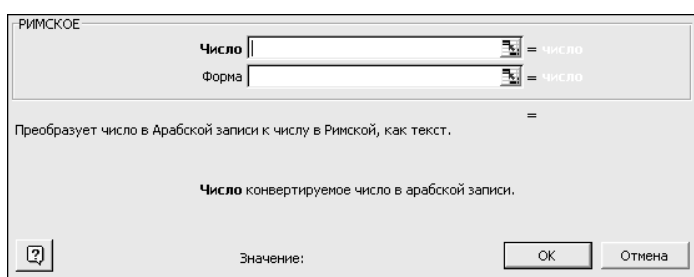 РИМСКОЕ
Число = число
Форма = число
=
Преобразует число в Арабской записи к числу в Римской, как текст.
Число конвертируемое число в арабской записи.
Значение: OK Отмена